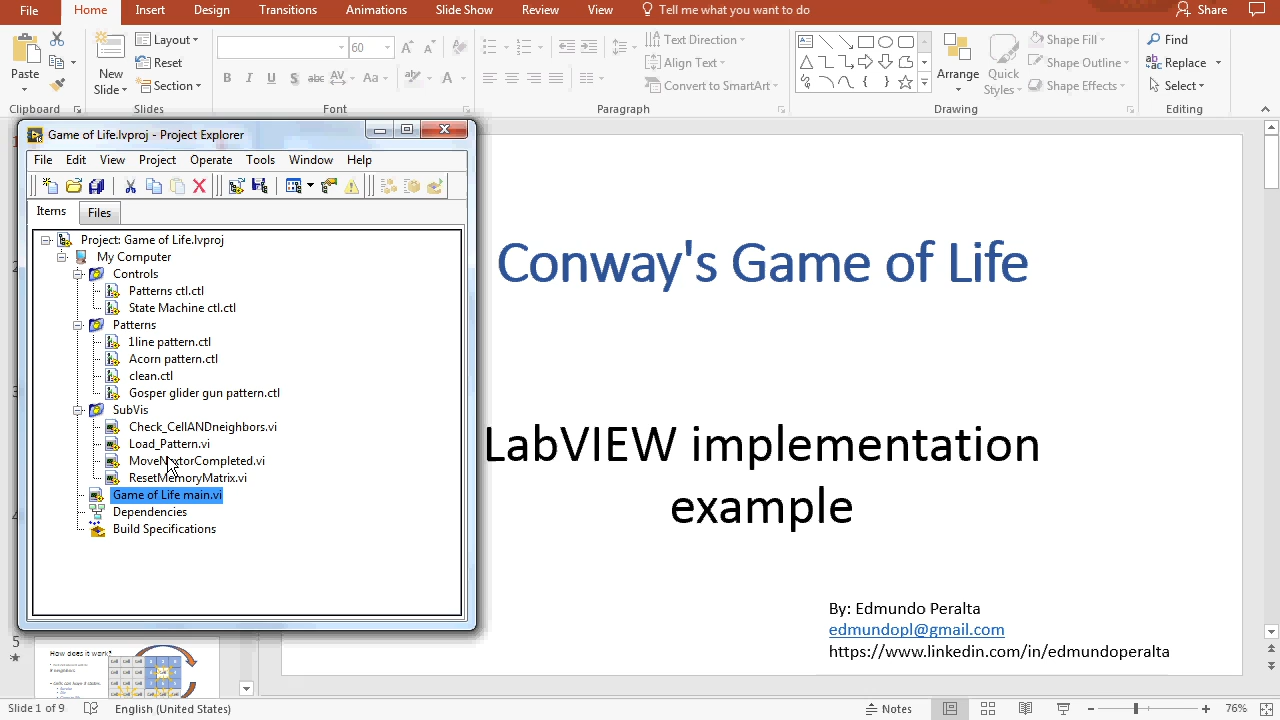 File Home Insert Design Transitions Animations Slide Show Review View Tell me what you want to do Share
Paste
New
Slide
Layout
Reset
Section
60
B I U S abc AV Aa A
Text Direction
Align Text
Convert to SmartArt
Arrange
Quick
Styles
Shape Fill
Shape Outline
Shape Effects
Find
Replace
Select
Clipboard Slides Font Paragraph Drawing Editing
Game of Life.lvproj - Project Explorer
File Edit View Project Operate Tools Window Help
Items Files
Project: Game of Life.lvproj
My Computer
Controls
Patterns ctl.ctl
State Machine ctl.ctl
Patterns
1line pattern.ctl
Acorn pattern.ctl
clean.ctl
Gosper glider gun pattern.ctl
SubVis
Check_CellANDneighbors.vi
Load_Pattern.vi
ResetMemoryMatrix.vi
Game of Life main.vi
Dependencies
Build Specifications
Conway's Game of Life
LabVIEW implementation
example
By: Edmundo Peralta
edmundopl@gmail.com
https://www.linkedin.com/in/edmundoperalta
5
How does it work?
Slide 1 of 9 English (United States) Notes 76%